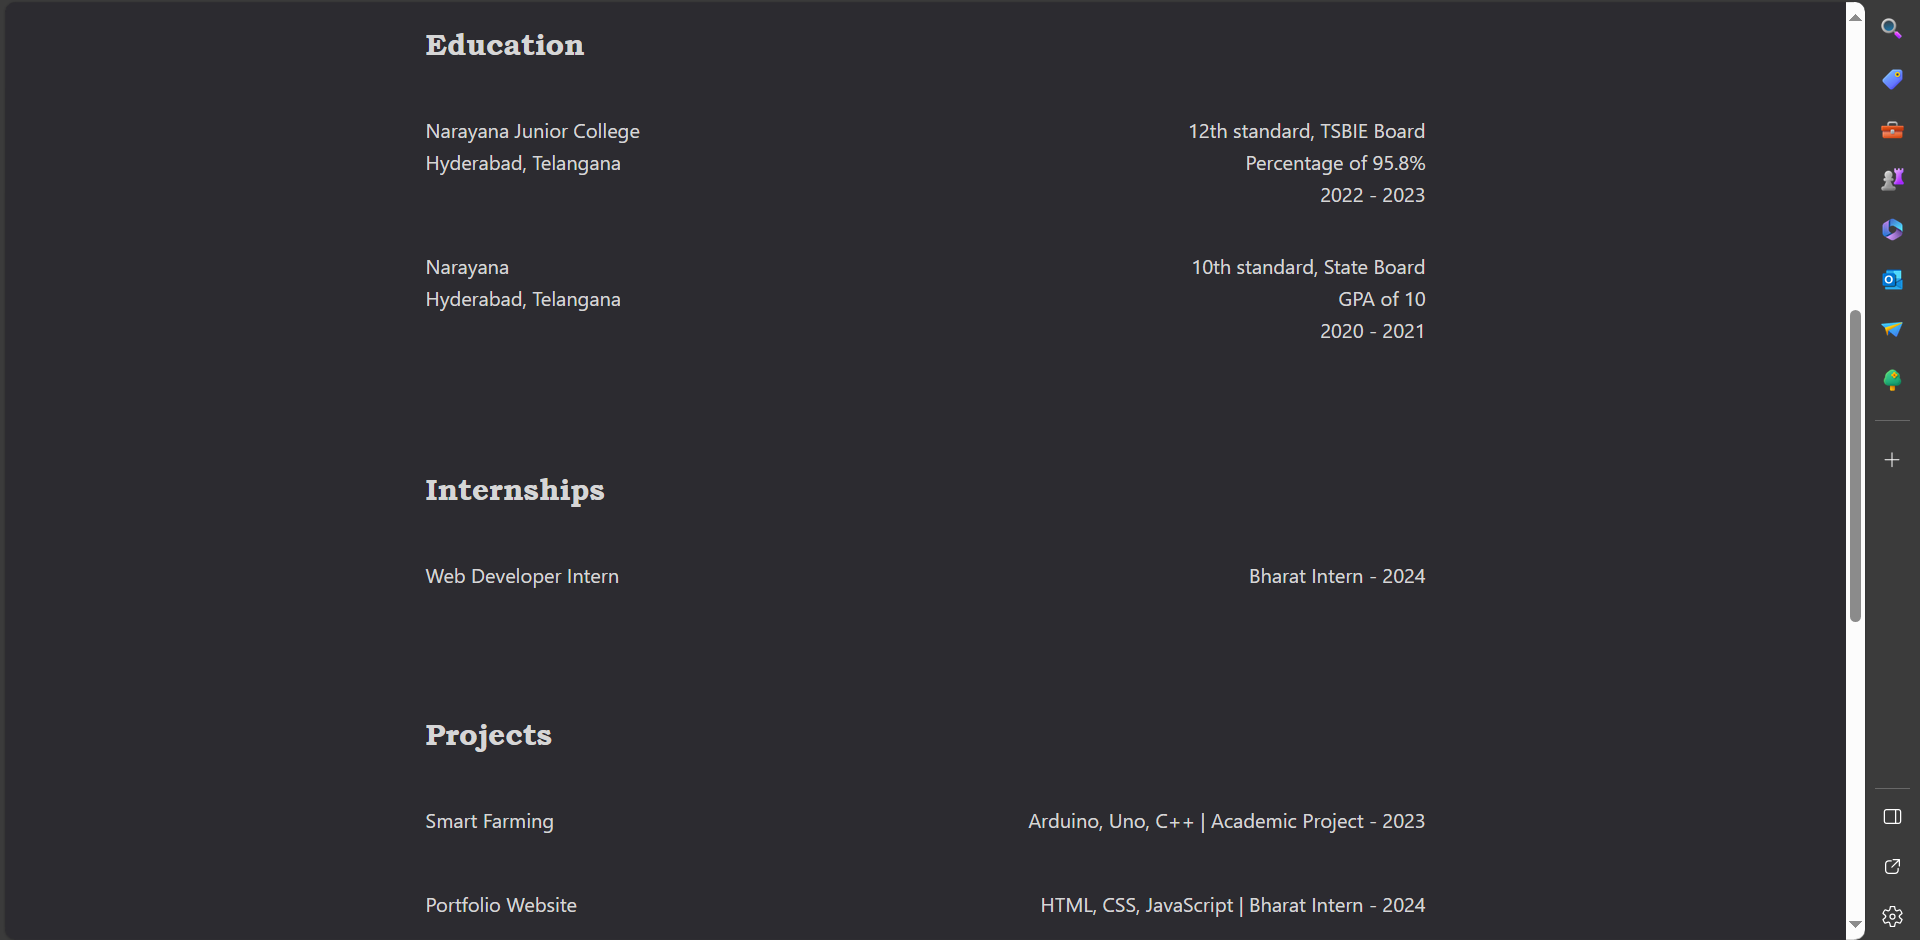 Education
Narayana Junior College 12th standard, TSBIE Board
Hyderabad, Telangana Percentage of 95.8%
2022 - 2023
Narayana 10th standard, State Board
Hyderabad, Telangana GPA of 10
2020 - 2021
Internships
Web Developer Intern Bharat Intern - 2024
Projects
Smart Farming Arduino, Uno, C++ | Academic Project - 2023
Portfolio Website HTML, CSS, JavaScript | Bharat Intern - 2024